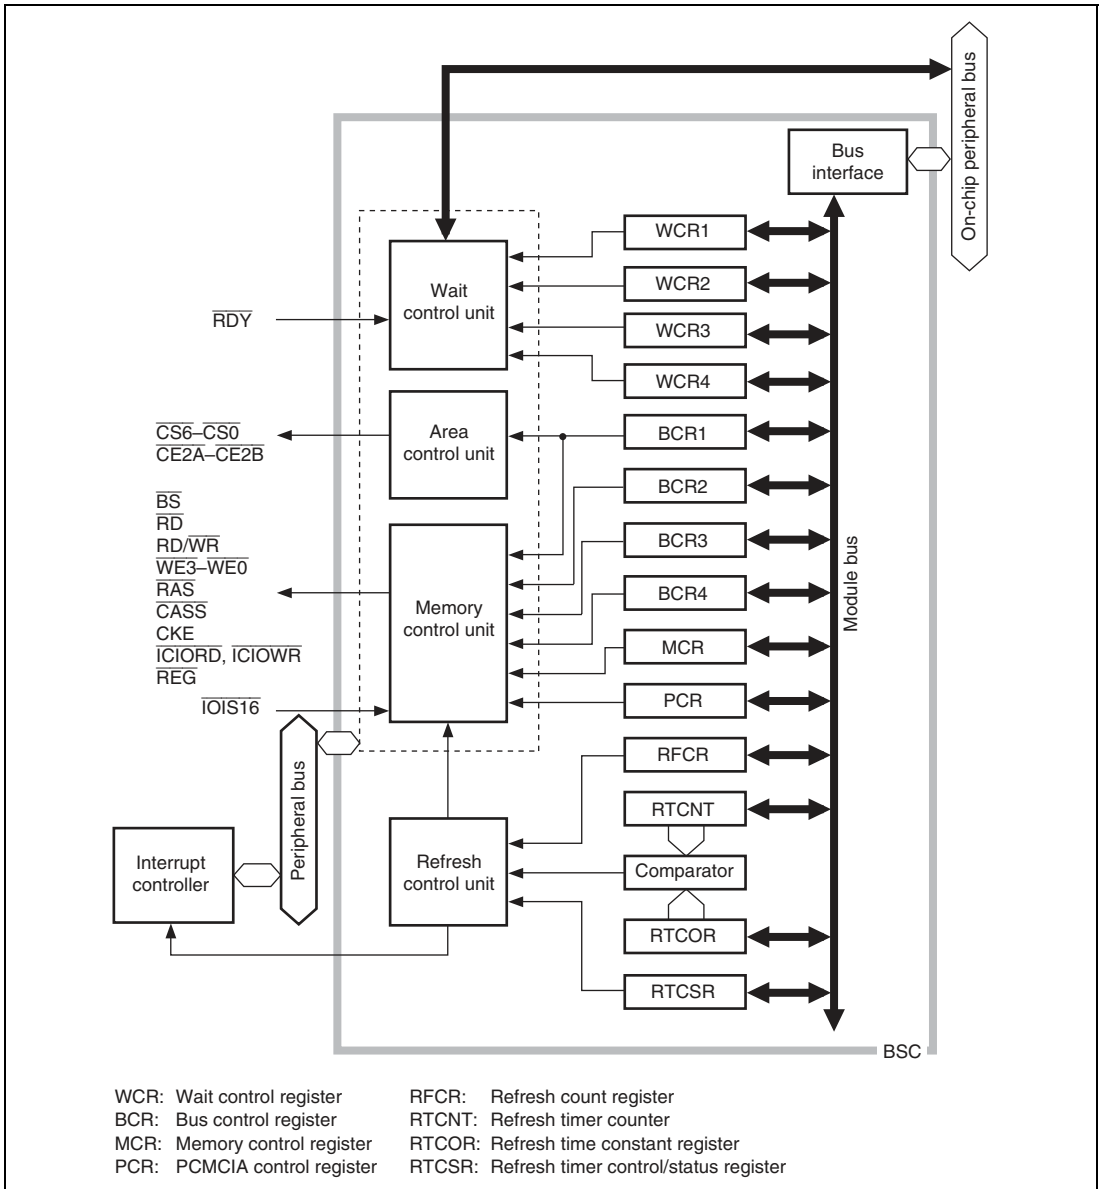 On-chip peripheral bus
Bus
interface
WCR1
Wait
control unit
WCR2
RDY
WCR3
WCR4
CS6–CS0
CE2A–CE2B
Area
control unit
BCR1
BCR2
BS
RD
RD/WR
WE3–WE0
RAS
CASS
CKE
ICIORD, ICIOWR
REG
IOIS16
Memory
control unit
BCR3
BCR4
MCR
PCR
Module bus
RFCR
RTCNT
Peripheral bus
Interrupt
controller
Refresh
control unit
Comparator
RTCOR
RTCSR
BSC
WCR: Wait control register
BCR: Bus control register
MCR: Memory control register
PCR: PCMCIA control register
RFCR: Refresh count register
RTCNT: Refresh timer counter
RTCOR: Refresh time constant register
RTCSR: Refresh timer control/status register